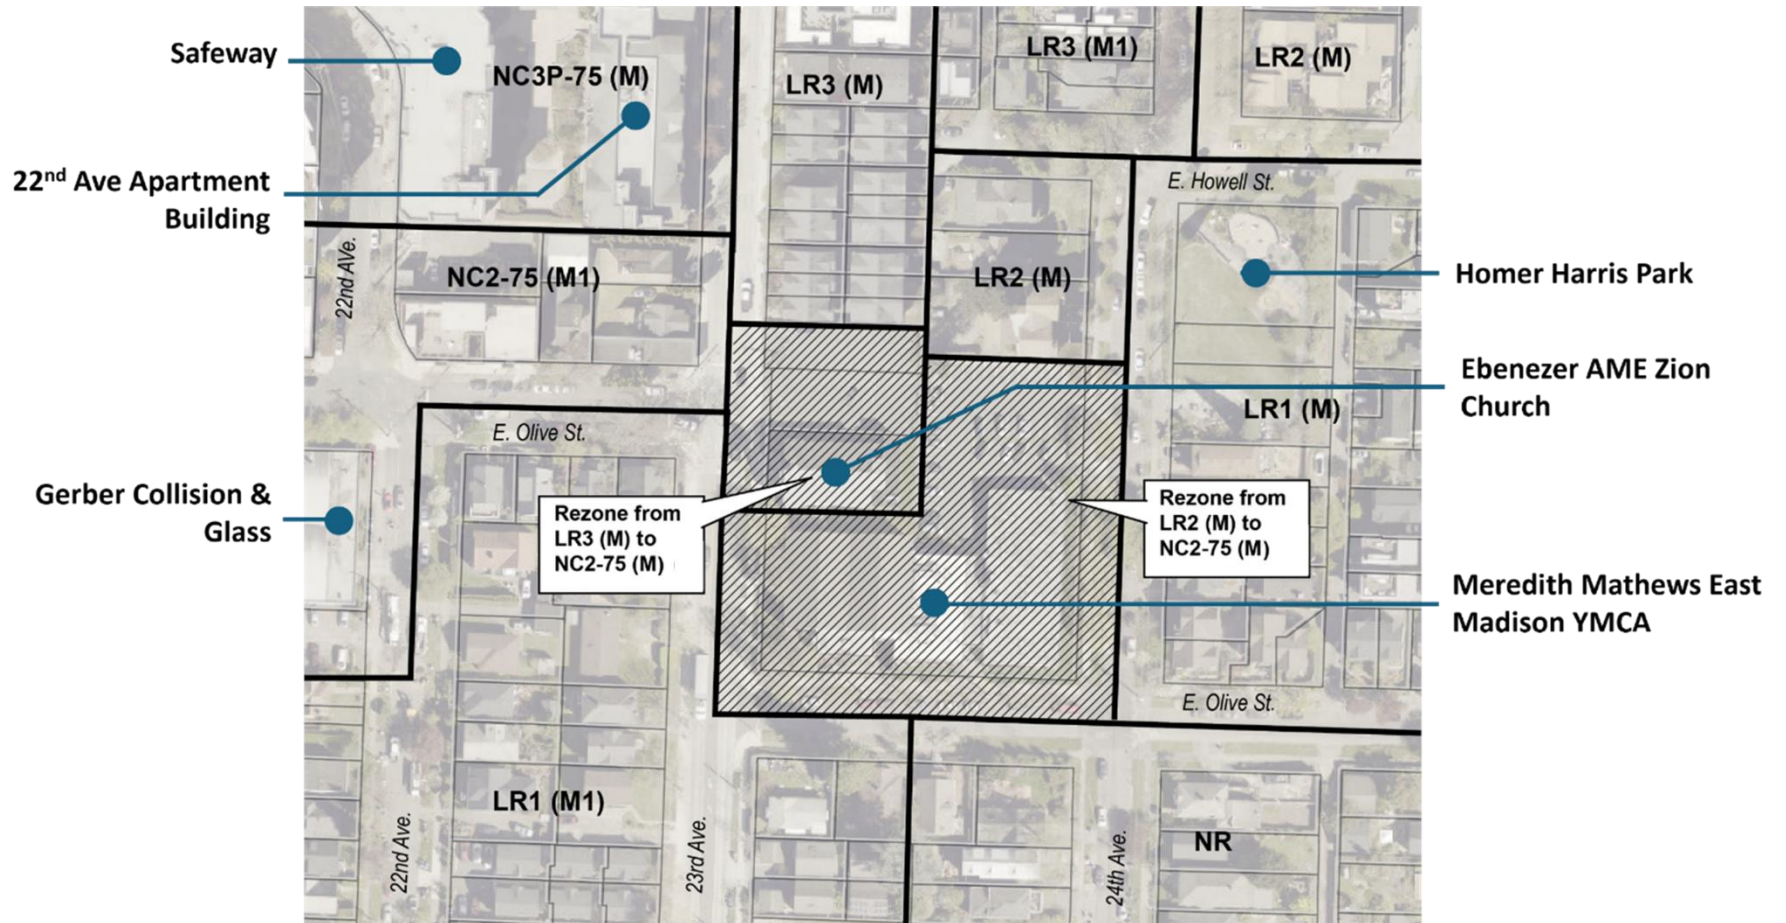 Safeway
NC3P-75 (M)
LR3 (M)
LR3 (M1)
LR2 (M)
22nd Ave Apartment
Building
E. Howell St.
22nd AVe.
NC2-75 (M1)
LR2 (M)
Homer Harris Park
Ebenezer AME Zion
Church
LR1 (M)
E. Olive St.
Gerber Collision &
Glass
Rezone from
LR3 (M) to
NC2-75 (M)
Rezone from
LR2 (M) to
NC2-75 (M)
Meredith Mathews East
Madison YMCA
E. Olive St.
LR1 (M1)
22nd Ave.
23rd Ave.
24th Ave.
NR